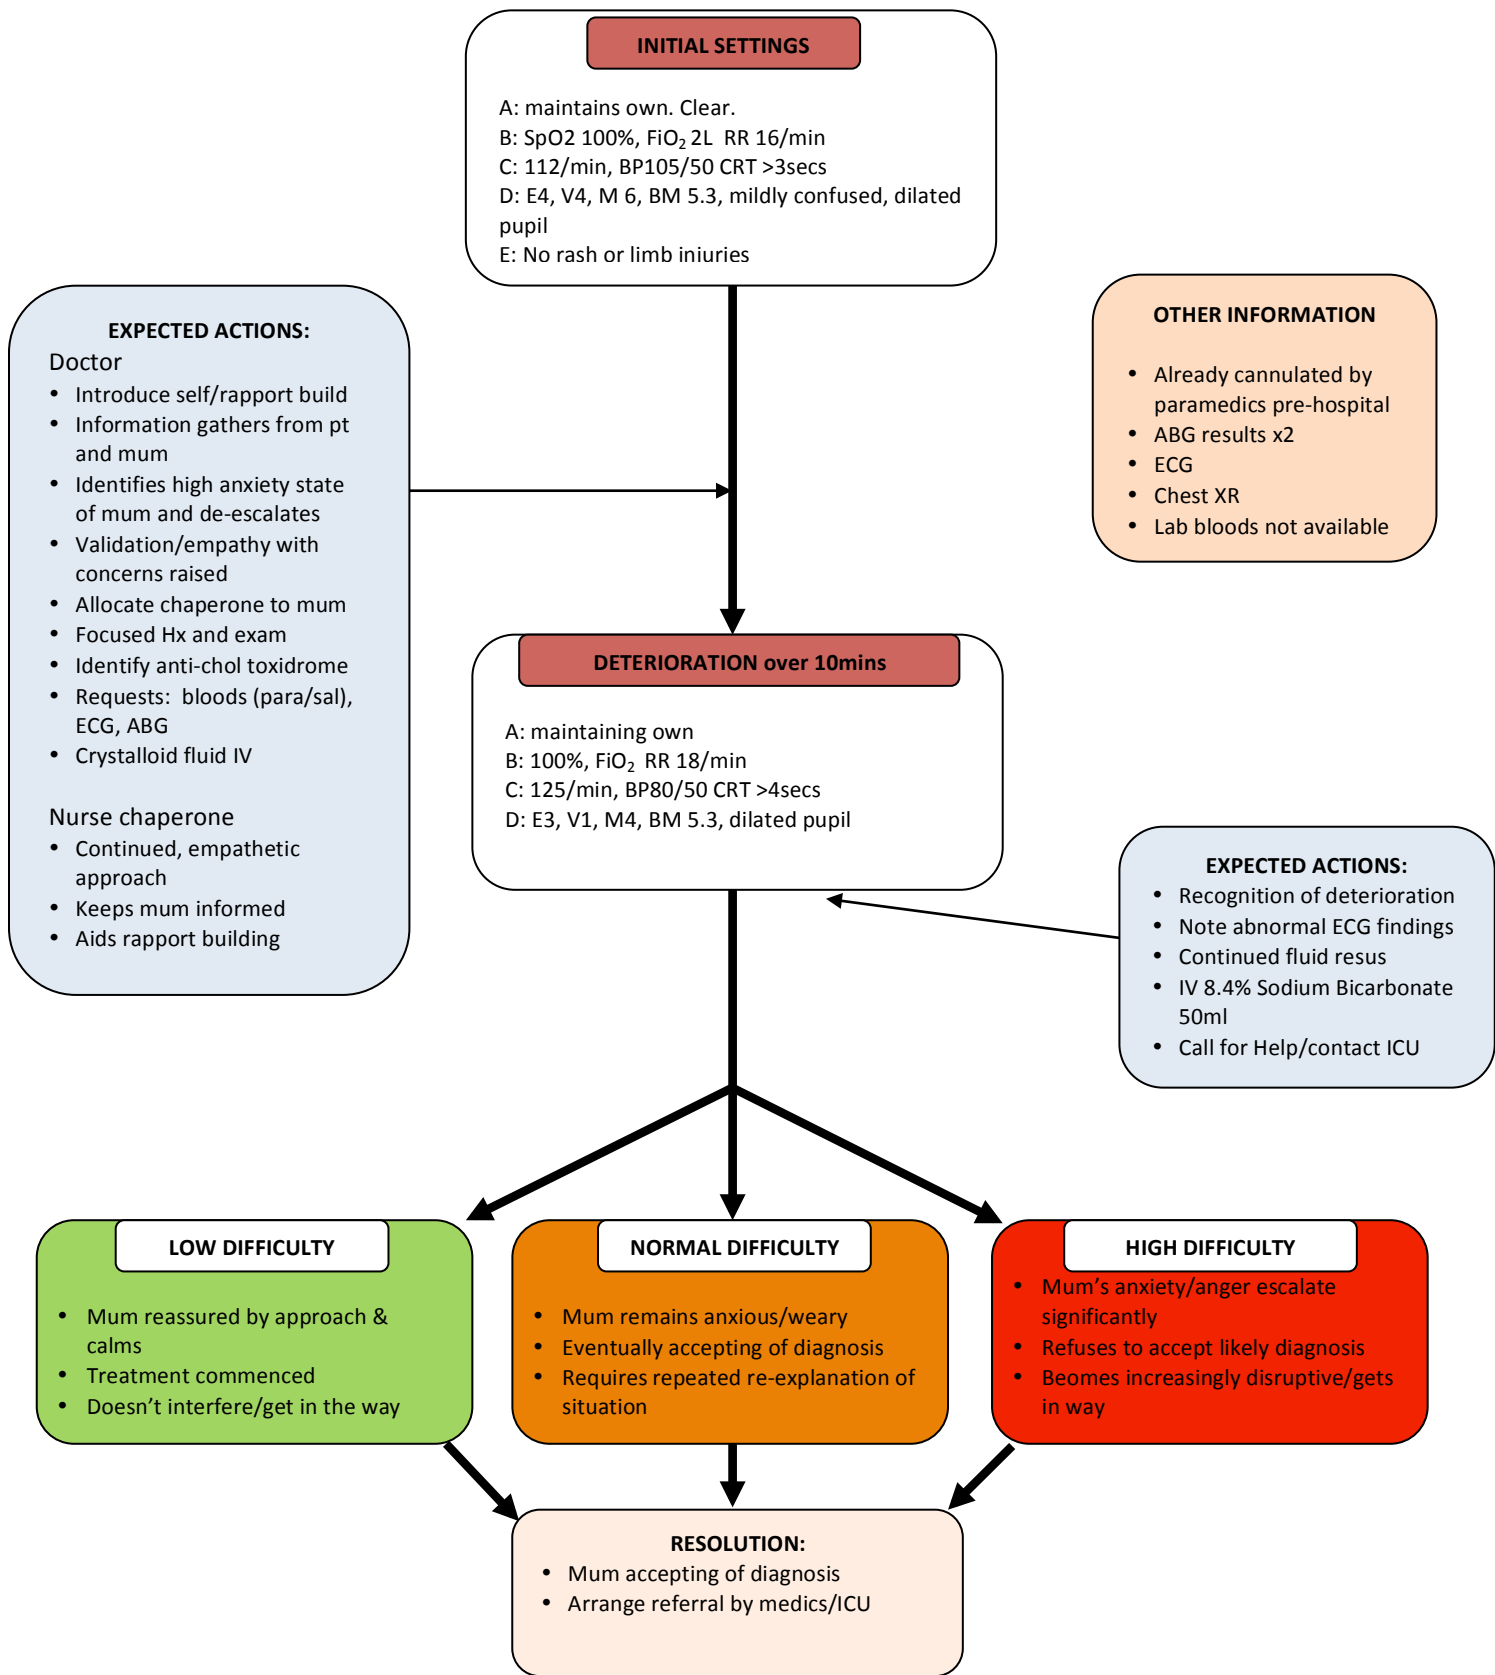 INITIAL SETTINGS
A: maintains own. Clear.
B: SpO2 100%, FiO₂ 2L  RR 16/min
C: 112/min, BP105/50 CRT >3secs
D: E4, V4, M 6, BM 5.3, mildly confused, dilated
pupil
E: No rash or limb iniuries
EXPECTED ACTIONS:
Doctor
• Introduce self/rapport build
• Information gathers from pt
and mum
• Identifies high anxiety state
of mum and de-escalates
• Validation/empathy with
concerns raised
• Allocate chaperone to mum
• Focused Hx and exam
• Identify anti-chol toxidrome
• Requests:  bloods (para/sal),
ECG, ABG
• Crystalloid fluid IV
Nurse chaperone
• Continued, empathetic
approach
• Keeps mum informed
• Aids rapport building
OTHER INFORMATION
• Already cannulated by
paramedics pre-hospital
• ABG results x2
• ECG
• Chest XR
• Lab bloods not available
DETERIORATION over 10mins
A: maintaining own
B: 100%, FiO₂  RR 18/min
C: 125/min, BP80/50 CRT >4secs
D: E3, V1, M4, BM 5.3, dilated pupil
EXPECTED ACTIONS:
• Recognition of deterioration
• Note abnormal ECG findings
• Continued fluid resus
• IV 8.4% Sodium Bicarbonate
50ml
• Call for Help/contact ICU
LOW DIFFICULTY
• Mum reassured by approach &
calms
• Treatment commenced
• Doesn't interfere/get in the way
NORMAL DIFFICULTY
• Mum remains anxious/weary
• Eventually accepting of diagnosis
• Requires repeated re-explanation of
situation
HIGH DIFFICULTY
• Mum's anxiety/anger escalate
significantly
• Refuses to accept likely diagnosis
• Beomes increasingly disruptive/gets
in way
RESOLUTION:
• Mum accepting of diagnosis
• Arrange referral by medics/ICU